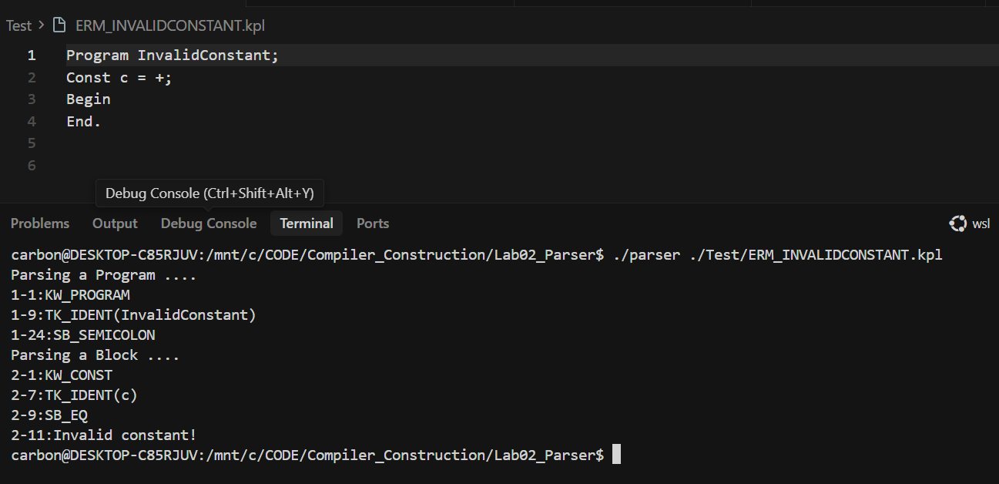 Test > ERM_INVALIDCONSTANT.kpl
1 Program InvalidConstant;
2 Const c = +;
3 Begin
4 End.
5
6
Debug Console (Ctrl+Shift+Alt+Y)
Problems Output Debug Console Terminal Ports wsl
carbon@DESKTOP-C85RJUV:/mnt/c/CODE/Compiler_Construction/Lab02_Parser$ ./parser ./Test/ERM_INVALIDCONSTANT.kpl
Parsing a Program ....
1-1:KW_PROGRAM
1-9:TK_IDENT(InvalidConstant)
1-24:SB_SEMICOLON
Parsing a Block ....
2-1:KW_CONST
2-7:TK_IDENT(c)
2-9:SB_EQ
2-11:Invalid constant!
carbon@DESKTOP-C85RJUV:/mnt/c/CODE/Compiler_Construction/Lab02_Parser$